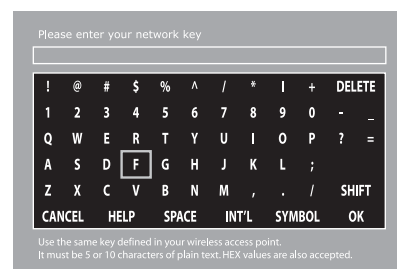 Please enter your network key
! @ # $ % ^ / * I + DELETE
1 2 3 4 5 6 7 8 9 0 - _
Q W E R T Y U I O P ? =
A S D F G H J K L ;
Z X C V B N M , . / SHIFT
CANCEL HELP SPACE INT'L SYMBOL OK
Use the same key defined in your wireless access point.
It must be 5 or 10 characters of plain text. HEX values are also accepted.